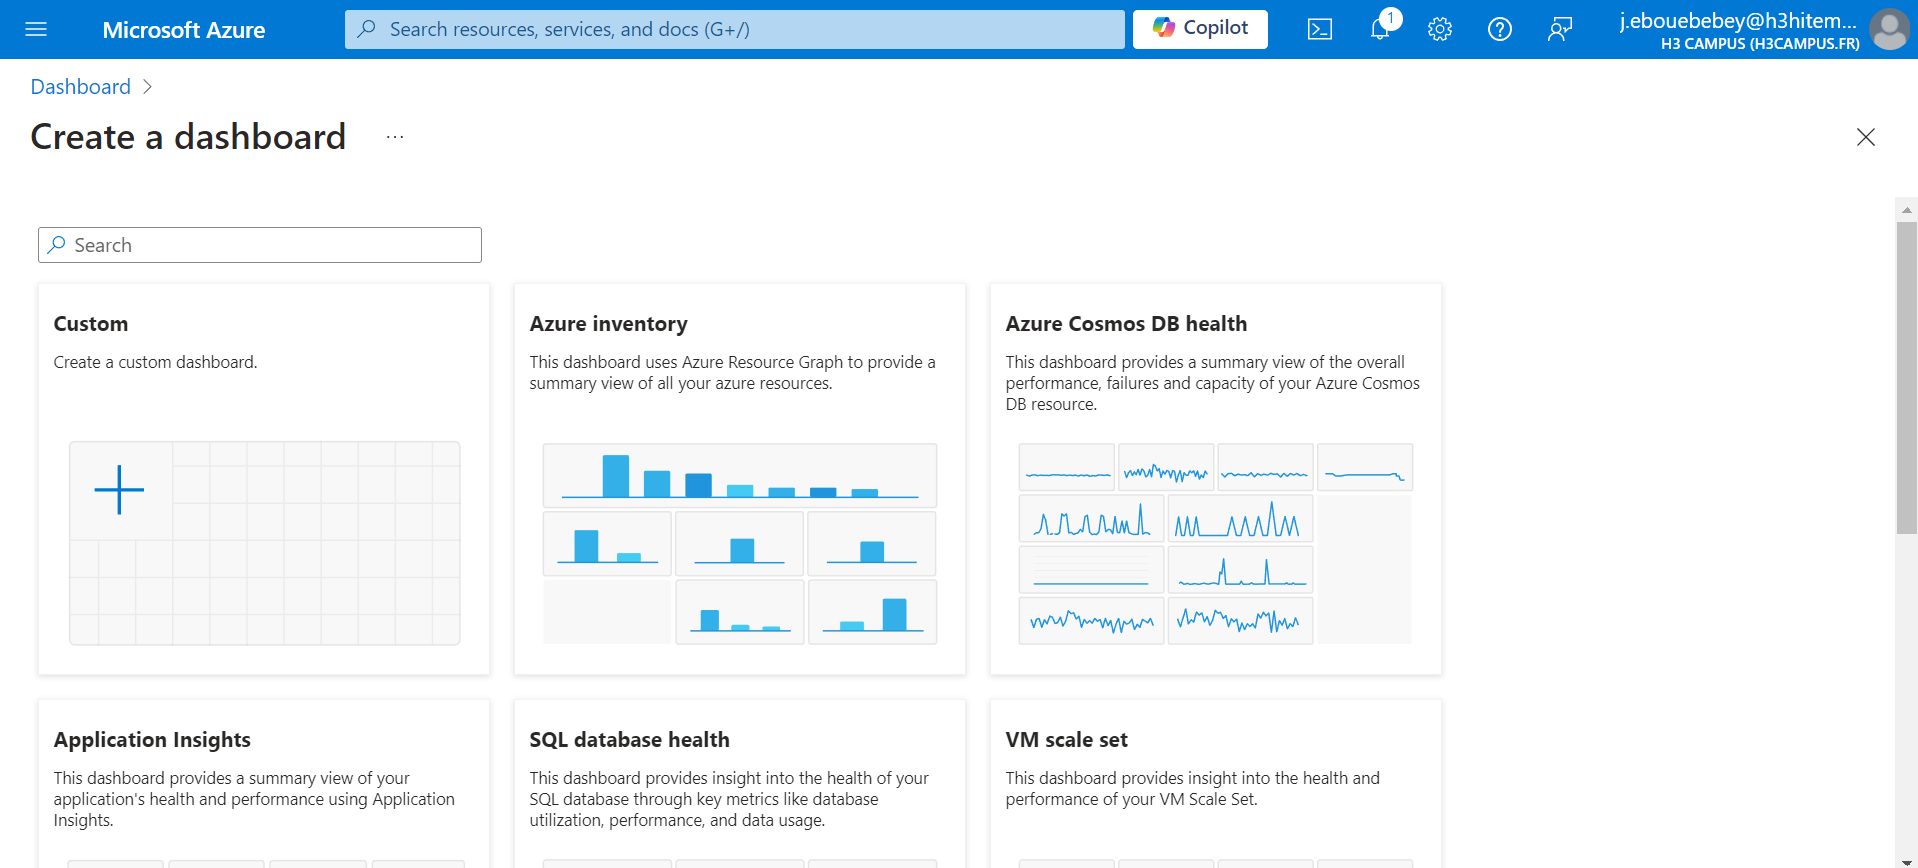 Microsoft Azure
Search resources, services, and docs (G+/)
Copilot
1
j.ebouebebey@h3hitem...
H3 CAMPUS (H3CAMPUS.FR)
Dashboard
Create a dashboard
...
Search
Custom
Create a custom dashboard.
Azure inventory
This dashboard uses Azure Resource Graph to provide a
summary view of all your azure resources.
Azure Cosmos DB health
This dashboard provides a summary view of the overall
performance, failures and capacity of your Azure Cosmos
DB resource.
Application Insights
This dashboard provides a summary view of your
application's health and performance using Application
Insights.
SQL database health
This dashboard provides insight into the health of your
SQL database through key metrics like database
utilization, performance, and data usage.
VM scale set
This dashboard provides insight into the health and
performance of your VM Scale Set.